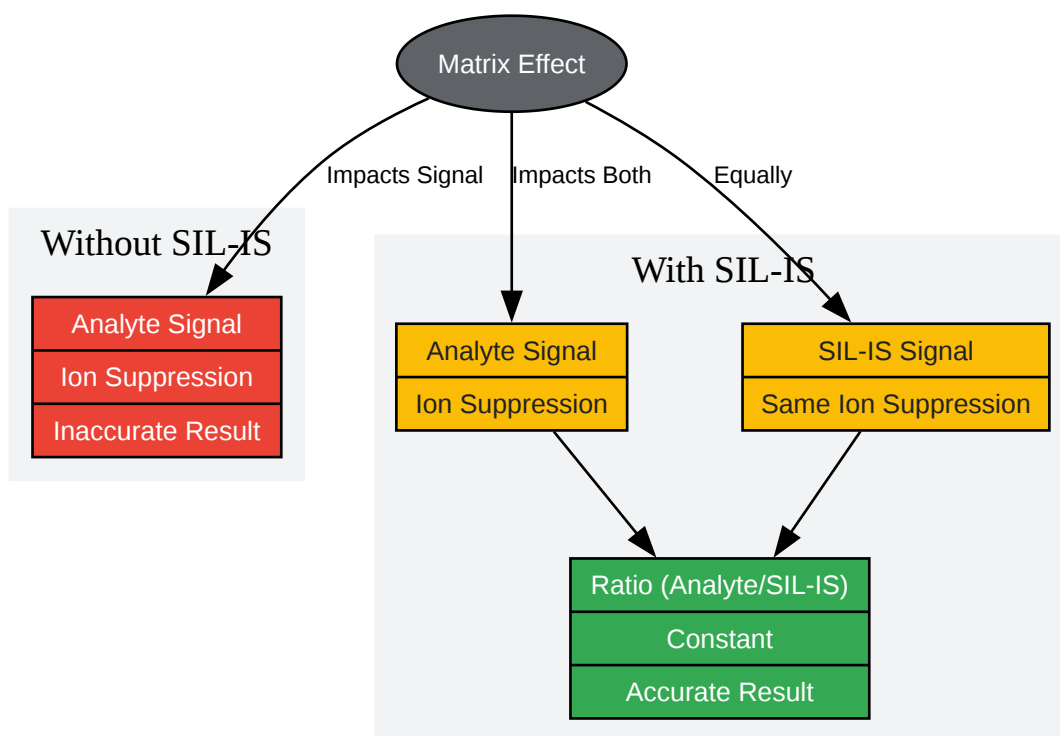 Matrix Effect
Impacts Signal
Impacts Both
Equally
Without SIL-IS
Analyte Signal
Ion Suppression
Inaccurate Result
With SIL-IS
Analyte Signal
Ion Suppression
SIL-IS Signal
Same Ion Suppression
Ratio (Analyte/SIL-IS)
Constant
Accurate Result